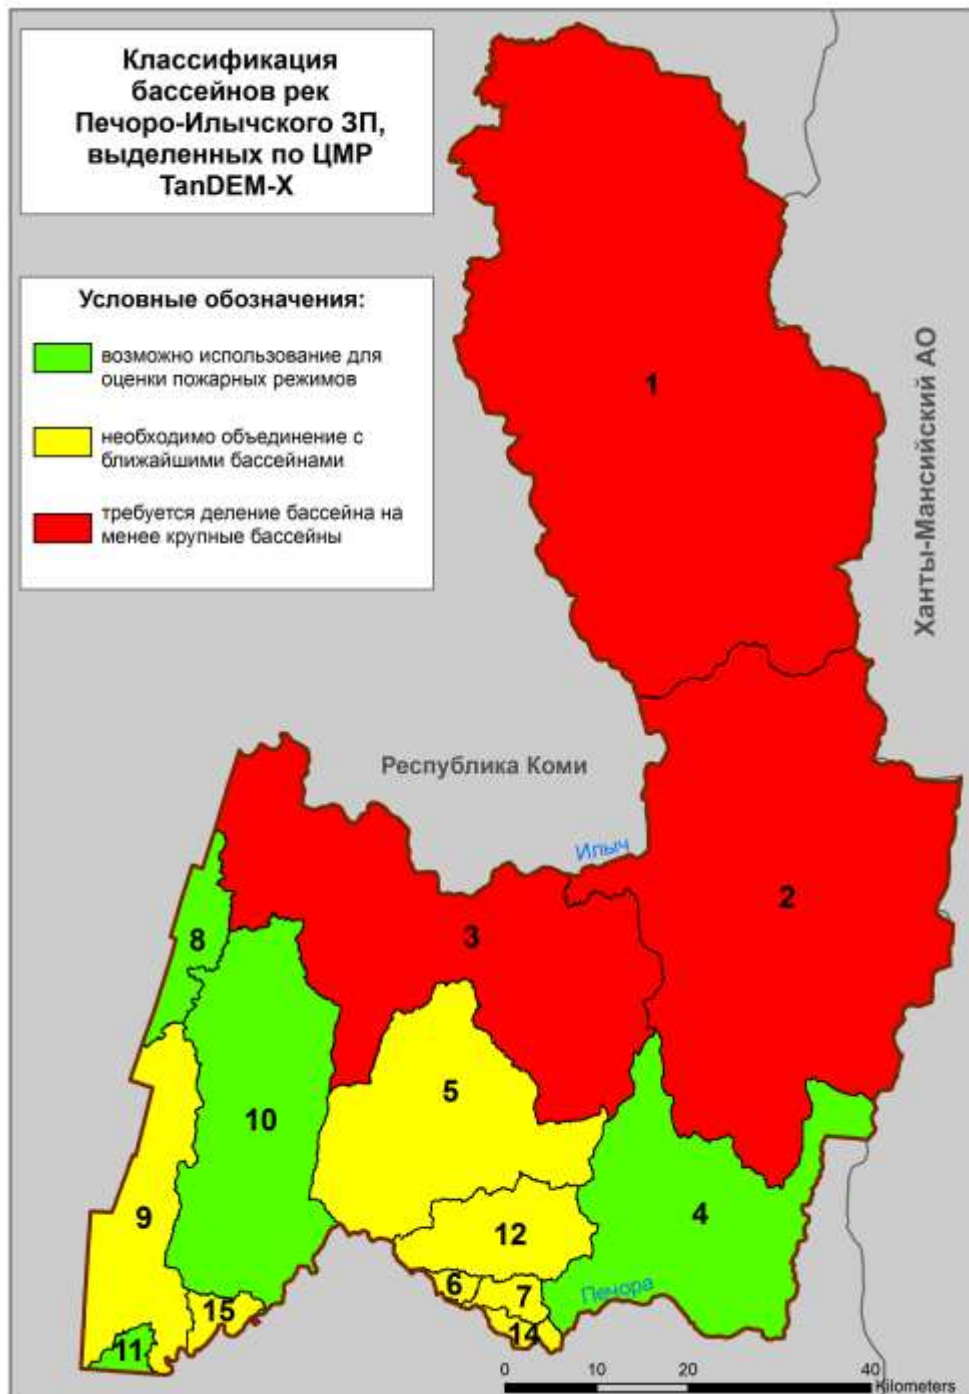 Классификация
бассейнов рек
Печоро-Илычского ЗП,
выделенных по ЦМР
TanDEM-X
Условные обозначения:
возможно использование для
оценки пожарных режимов
необходимо объединение с
ближайшими бассейнами
требуется деление бассейна на
менее крупные бассейны
1
Ханты-Мансийский АО
Республика Коми
Илыч
2
3
8
5
10
4
9
12
6
7
Печора
15
14
11
0 10 20 40
Kilometers